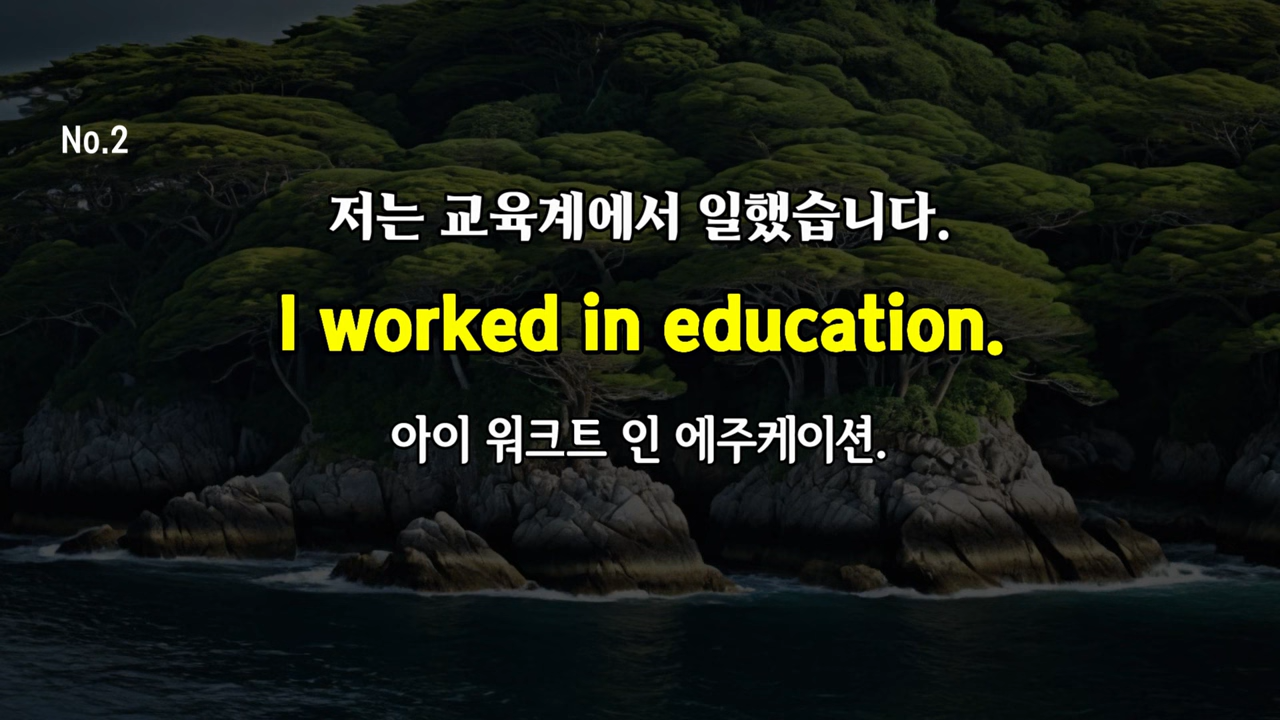 No.2
저는 교육계에서 일했습니다.
I worked in education.
아이 워크트 인 에주케이션.